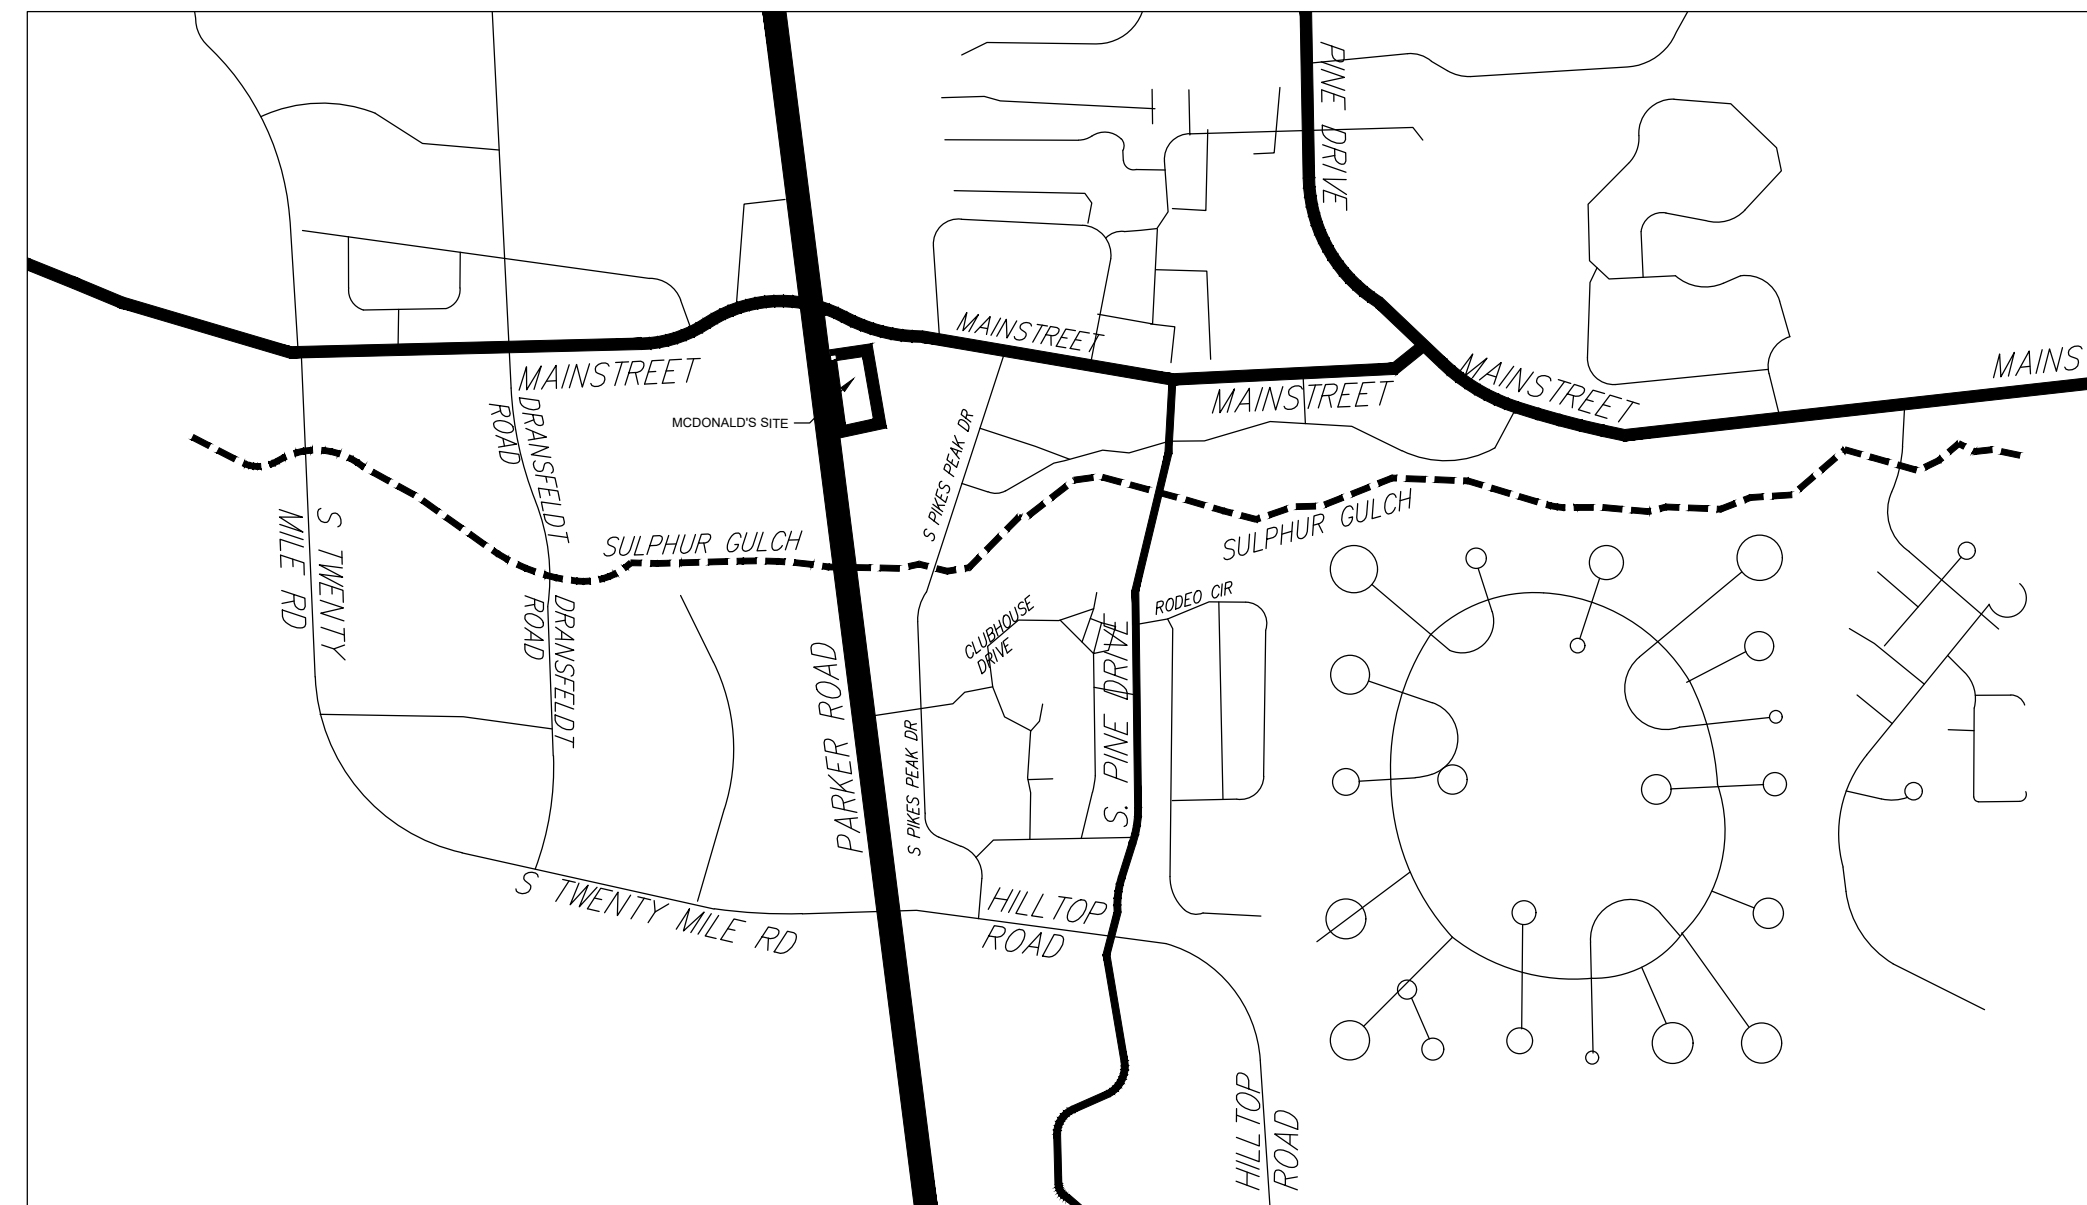 PINE DRIVE
MAINSTREET
MAINS
MAINSTREET
MAINSTREET
MAINSTREET
DRANSFELDT
ROAD
MCDONALD'S SITE
S PIKES PEAK DR
S TWENTY
MILE RD
SULPHUR GULCH
SULPHUR GULCH
DRANSFELDT
ROAD
CLUBHOUSE
DRIVE
RODEO CIR
PARKER ROAD
S PIKES PEAK DR
S. PINE DRIVE
S TWENTY MILE RD
HILLTOP
ROAD
HILLTOP
ROAD